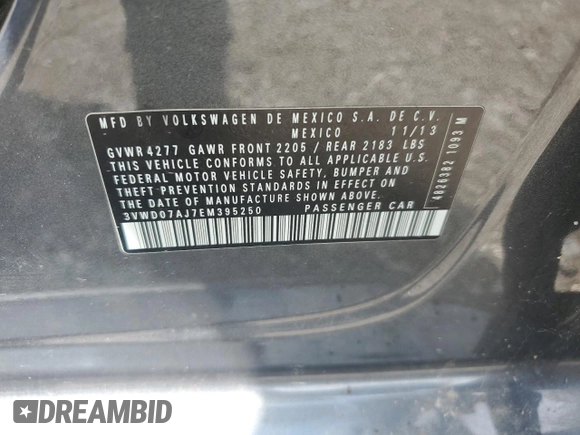 MFD BY VOLKSWAGEN DE MEXICO S.A. DE C.V.
MEXICO 11/13
GVWR 4277 GAWR FRONT 2205 / REAR 2183 LBS
THIS VEHICLE CONFORMS TO ALL APPLICABLE U.S.
FEDERAL MOTOR VEHICLE SAFETY, BUMPER AND
THEFT PREVENTION STANDARDS IN EFFECT ON
THE DATE OF MANUFACTURE SHOWN ABOVE.
3VWD07AJ7EM395250 PASSENGER CAR
4826382 1093 M
DREAMBID